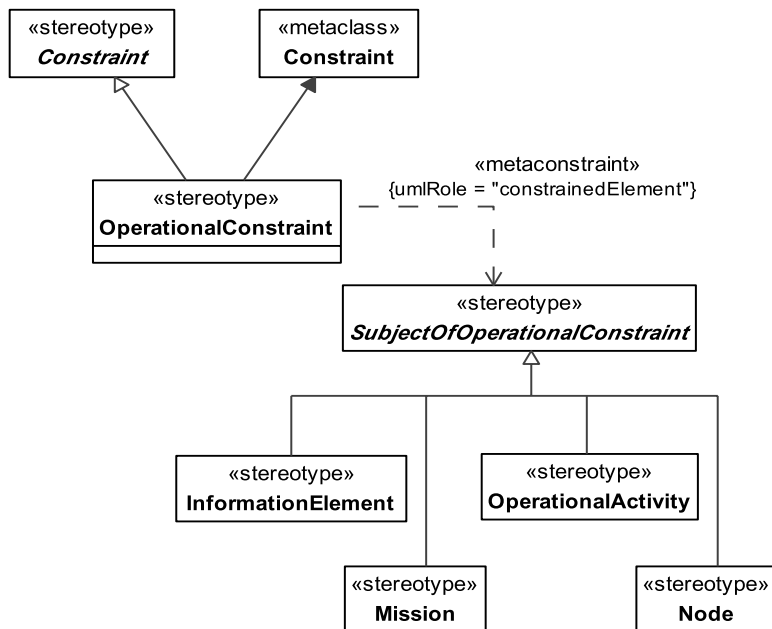 «stereotype»
Constraint
«metaclass»
Constraint
«metaconstraint»
{umlRole = "constrainedElement"}
«stereotype»
OperationalConstraint
«stereotype»
SubjectOfOperationalConstraint
«stereotype»
InformationElement
«stereotype»
OperationalActivity
«stereotype»
Mission
«stereotype»
Node